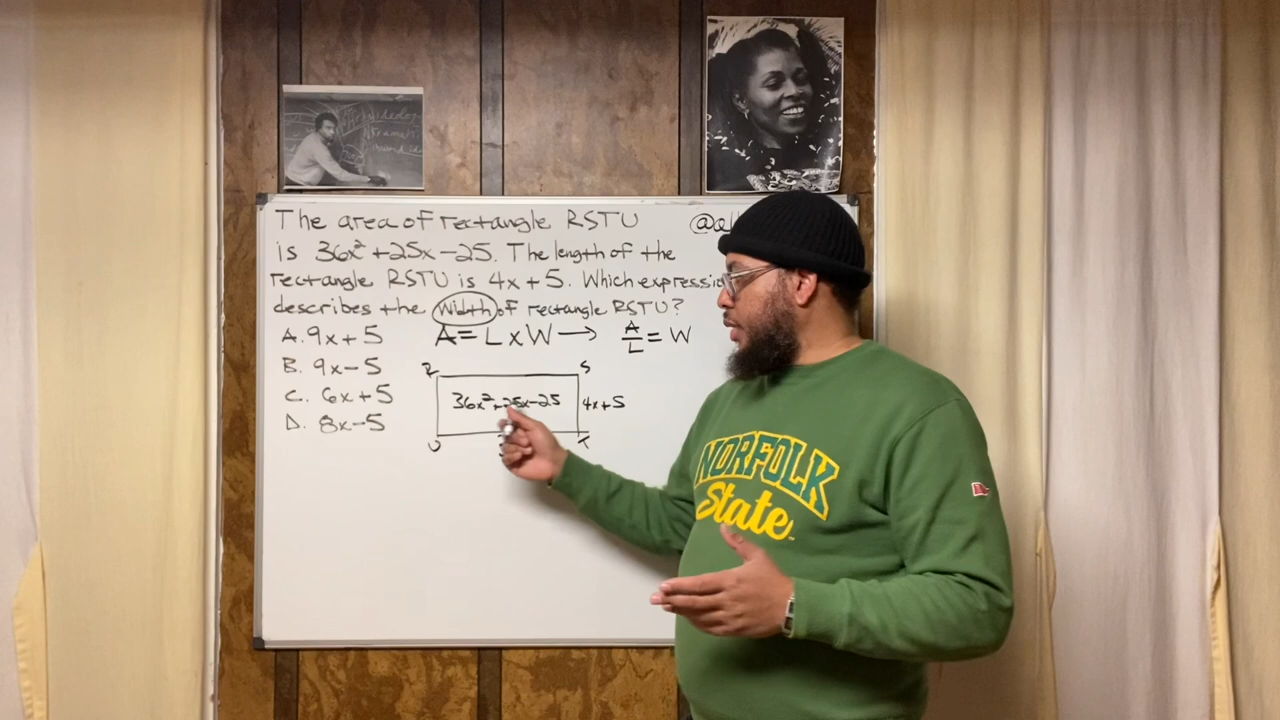 The area of rectangle RSTU
is 36x² + 25x - 25. The length of the
rectangle RSTU is 4x + 5. Which
describes the width of rectangle RSTU?
A. 9x + 5
B. 9x - 5
C. 6x + 5
D. 8x - 5
A = L x W → A/L = W
R S
36x² + 25x - 25 4x+5
U T
NORFOLK
State